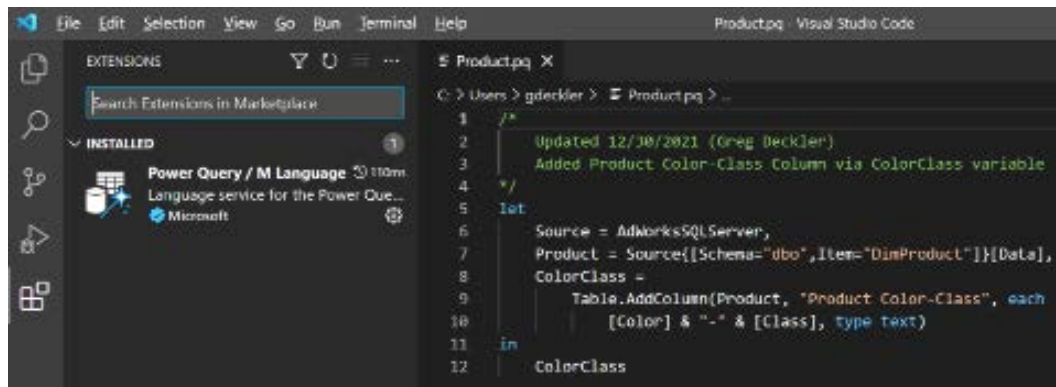 File Edit Selection View Go Run Terminal Help Product.pq - Visual Studio Code
EXTENSIONS
Search Extensions in Marketplace
INSTALLED 1
Power Query / M Language 110ms
Language service for the Power Que...
Microsoft
Product.pq
C: > Users > gdeckler > Product.pq > ...
1 /*
2 Updated 12/30/2021 (Greg Deckler)
3 Added Product Color-Class Column via ColorClass variable
4 */
5 let
6 Source = AdWorksSQLServer,
7 Product = Source{[Schema="dbo",Item="DimProduct"]}[Data],
8 ColorClass =
9 Table.AddColumn(Product, "Product Color-Class", each
10 [Color] & "-" & [Class], type text)
11 in
12 ColorClass